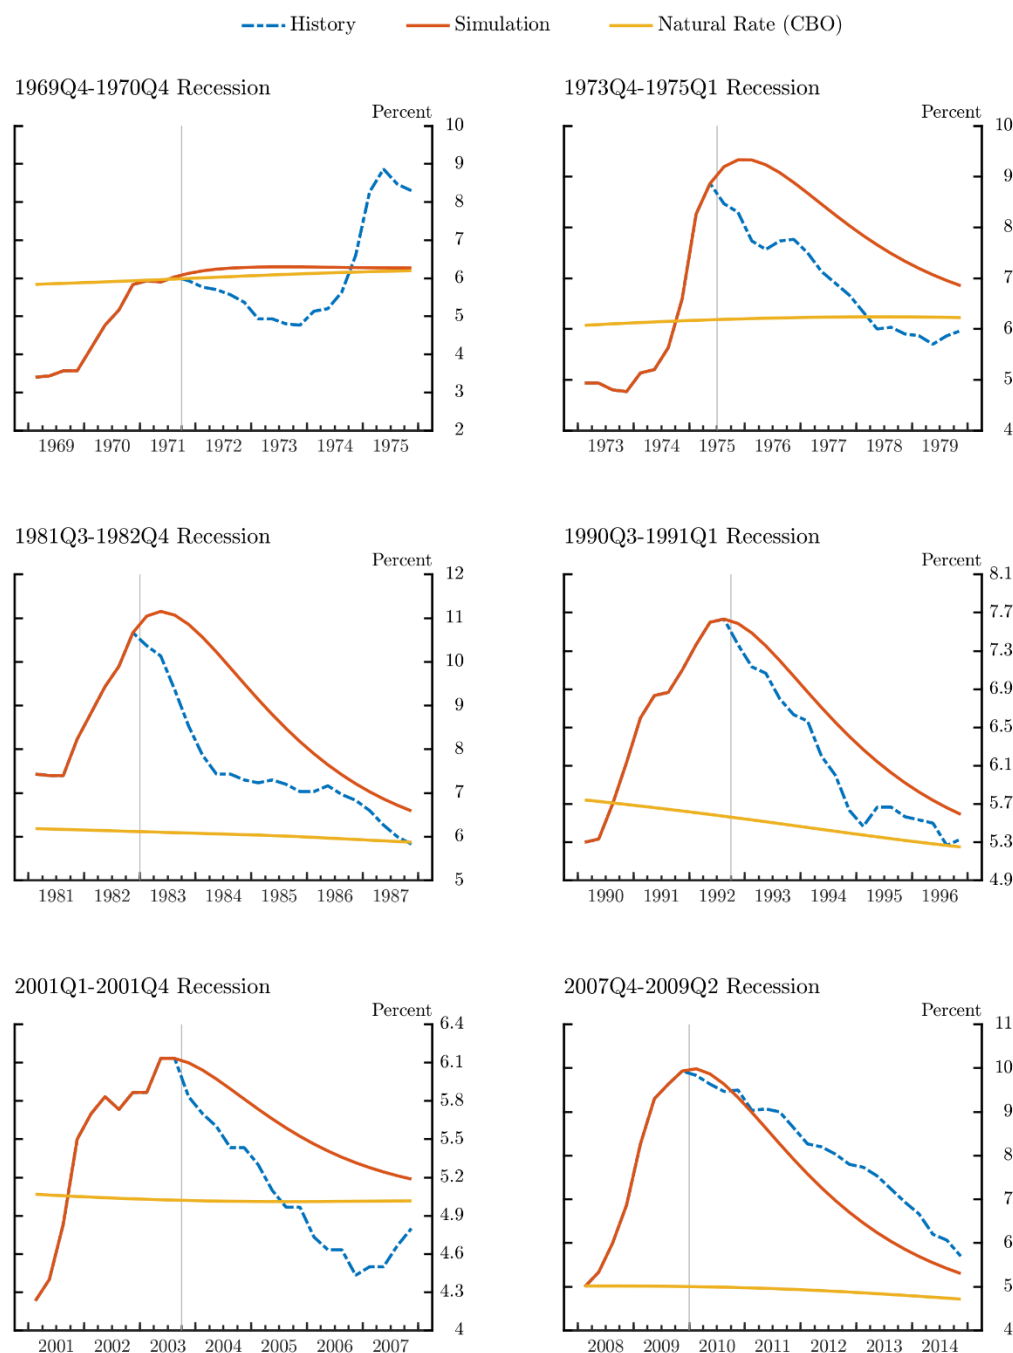 History Simulation Natural Rate (CBO)
1969Q4-1970Q4 Recession
Percent
10
9
8
7
6
5
4
3
2
1969 1970 1971 1972 1973 1974 1975
1973Q4-1975Q1 Recession
Percent
10
9
8
7
6
5
4
1973 1974 1975 1976 1977 1978 1979
1981Q3-1982Q4 Recession
Percent
12
11
10
9
8
7
6
5
1981 1982 1983 1984 1985 1986 1987
1990Q3-1991Q1 Recession
Percent
8.1
7.7
7.3
6.9
6.5
6.1
5.7
5.3
4.9
1990 1991 1992 1993 1994 1995 1996
2001Q1-2001Q4 Recession
Percent
6.4
6.1
5.8
5.5
5.2
4.9
4.6
4.3
4
2001 2002 2003 2004 2005 2006 2007
2007Q4-2009Q2 Recession
Percent
11
10
9
8
7
6
5
4
2008 2009 2010 2011 2012 2013 2014